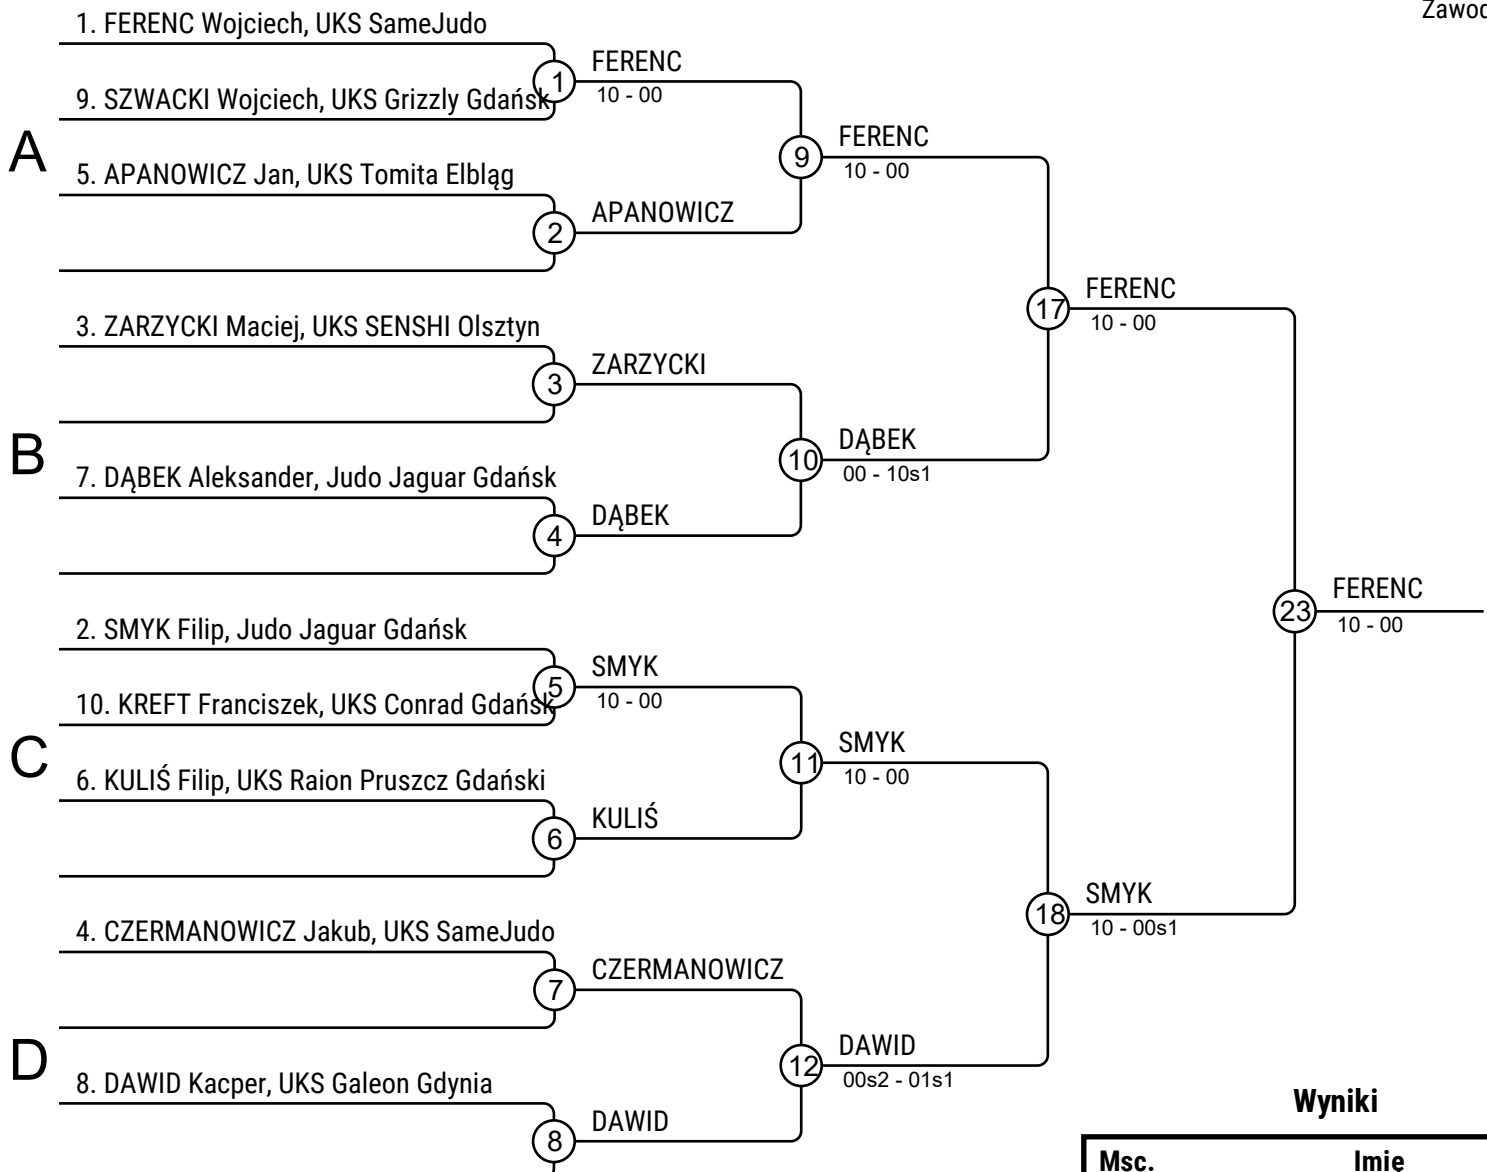 Zawod
1. FERENC Wojciech, UKS SameJudo
FERENC
1
10 - 00
9. SZWACKI Wojciech, UKS Grizzly Gdańsk
A
FERENC
9
10 - 00
5. APANOWICZ Jan, UKS Tomita Elbląg
APANOWICZ
2
FERENC
17
10 - 00
3. ZARZYCKI Maciej, UKS SENSHI Olsztyn
ZARZYCKI
3
B
DĄBEK
10
00 - 10s1
7. DĄBEK Aleksander, Judo Jaguar Gdańsk
DĄBEK
4
FERENC
23
10 - 00
2. SMYK Filip, Judo Jaguar Gdańsk
SMYK
5
10 - 00
10. KREFT Franciszek, UKS Conrad Gdańsk
C
SMYK
11
10 - 00
6. KULIŚ Filip, UKS Raion Pruszcz Gdański
KULIŚ
6
SMYK
18
10 - 00s1
4. CZERMANOWICZ Jakub, UKS SameJudo
CZERMANOWICZ
7
D
DAWID
12
00s2 - 01s1
8. DAWID Kacper, UKS Galeon Gdynia
DAWID
8
Wyniki
Msc. Imię